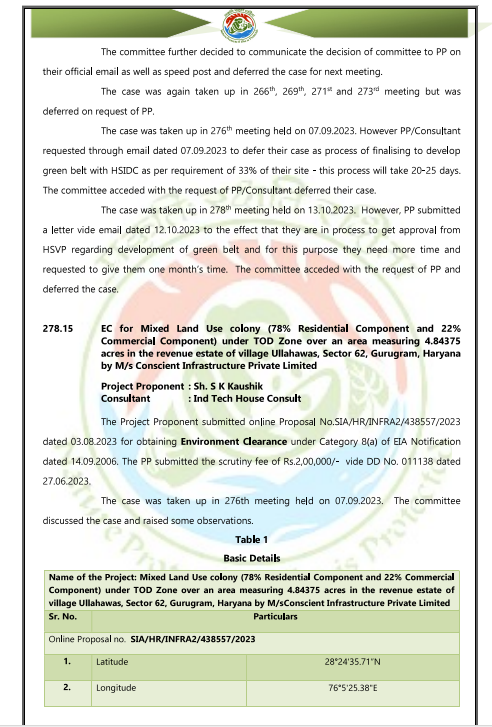 The committee further decided to communicate the decision of committee to PP on
their official email as well as speed post and deferred the case for next meeting.
The case was again taken up in 266th, 269th, 271st and 273rd meeting but was
deferred on request of PP.
The case was taken up in 276th meeting held on 07.09.2023. However PP/Consultant
requested through email dated 07.09.2023 to defer their case as process of finalising to develop
green belt with HSIDC as per requirement of 33% of their site - this process will take 20-25 days.
The committee acceded with the request of PP/Consultant deferred their case.
The case was taken up in 278th meeting held on 13.10.2023. However, PP submitted
a letter vide email dated 12.10.2023 to the effect that they are in process to get approval from
HSVP regarding development of green belt and for this purpose they need more time and
requested to give them one month's time. The committee acceded with the request of PP and
deferred the case.
278.15 EC for Mixed Land Use colony (78% Residential Component and 22%
Commercial Component) under TOD Zone over an area measuring 4.84375
acres in the revenue estate of village Ullahawas, Sector 62, Gurugram, Haryana
by M/s Conscient Infrastructure Private Limited
Project Proponent : Sh. S K Kaushik
Consultant : Ind Tech House Consult
The Project Proponent submitted online Proposal No.SIA/HR/INFRA2/438557/2023
dated 03.08.2023 for obtaining Environment Clearance under Category 8(a) of EIA Notification
dated 14.09.2006. The PP submitted the scrutiny fee of Rs.2,00,000/- vide DD No. 011138 dated
27.06.2023.
The case was taken up in 276th meeting held on 07.09.2023. The committee
discussed the case and raised some observations.
Table 1
Basic Details
Name of the Project: Mixed Land Use colony (78% Residential Component and 22% Commercial
Component) under TOD Zone over an area measuring 4.84375 acres in the revenue estate of
village Ullahawas, Sector 62, Gurugram, Haryana by M/sConscient Infrastructure Private Limited
Sr. No. Particulars
Online Proposal no. SIA/HR/INFRA2/438557/2023
1. Latitude 28°24'35.71"N
2. Longitude 76°5'25.38"E